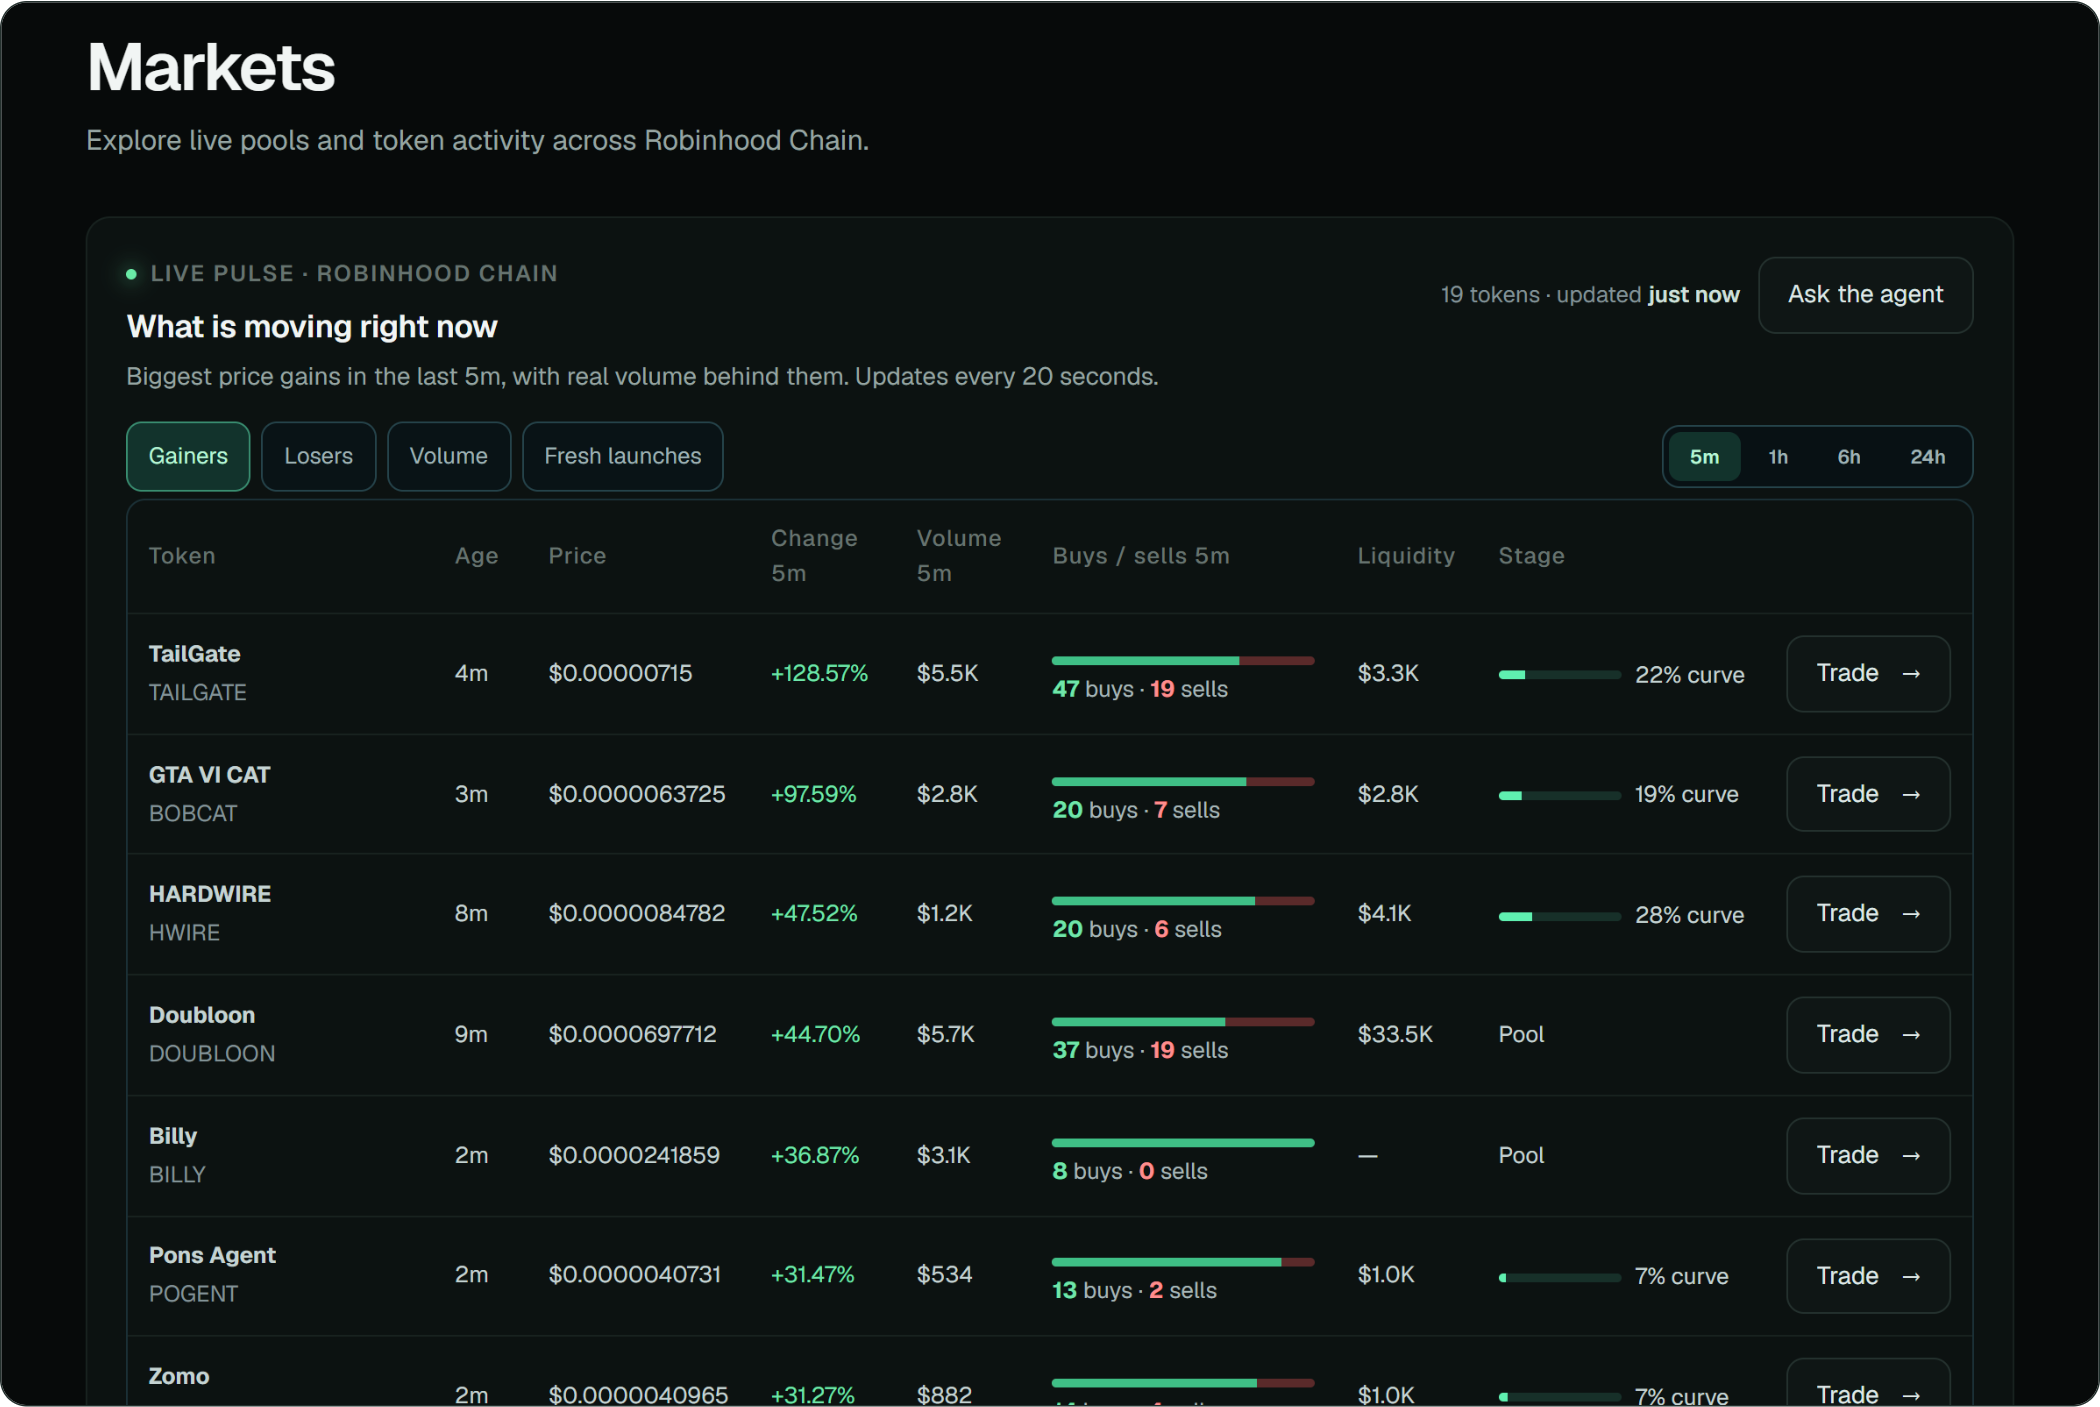 Markets
Explore live pools and token activity across Robinhood Chain.
LIVE PULSE · ROBINHOOD CHAIN
What is moving right now
Biggest price gains in the last 5m, with real volume behind them. Updates every 20 seconds.
19 tokens · updated just now
Ask the agent
Gainers Losers Volume Fresh launches
5m 1h 6h 24h
Token Age Price Change 5m Volume 5m Buys / sells 5m Liquidity Stage
TailGate
TAILGATE
4m $0.00000715 +128.57% $5.5K 47 buys · 19 sells $3.3K 22% curve Trade →
GTA VI CAT
BOBCAT
3m $0.0000063725 +97.59% $2.8K 20 buys · 7 sells $2.8K 19% curve Trade →
HARDWIRE
HWIRE
8m $0.0000084782 +47.52% $1.2K 20 buys · 6 sells $4.1K 28% curve Trade →
Doubloon
DOUBLOON
9m $0.0000697712 +44.70% $5.7K 37 buys · 19 sells $33.5K Pool Trade →
Billy
BILLY
2m $0.0000241859 +36.87% $3.1K 8 buys · 0 sells — Pool Trade →
Pons Agent
POGENT
2m $0.0000040731 +31.47% $534 13 buys · 2 sells $1.0K 7% curve Trade →
Zomo
2m $0.0000040965 +31.27% $882 $1.0K 7% curve Trade →